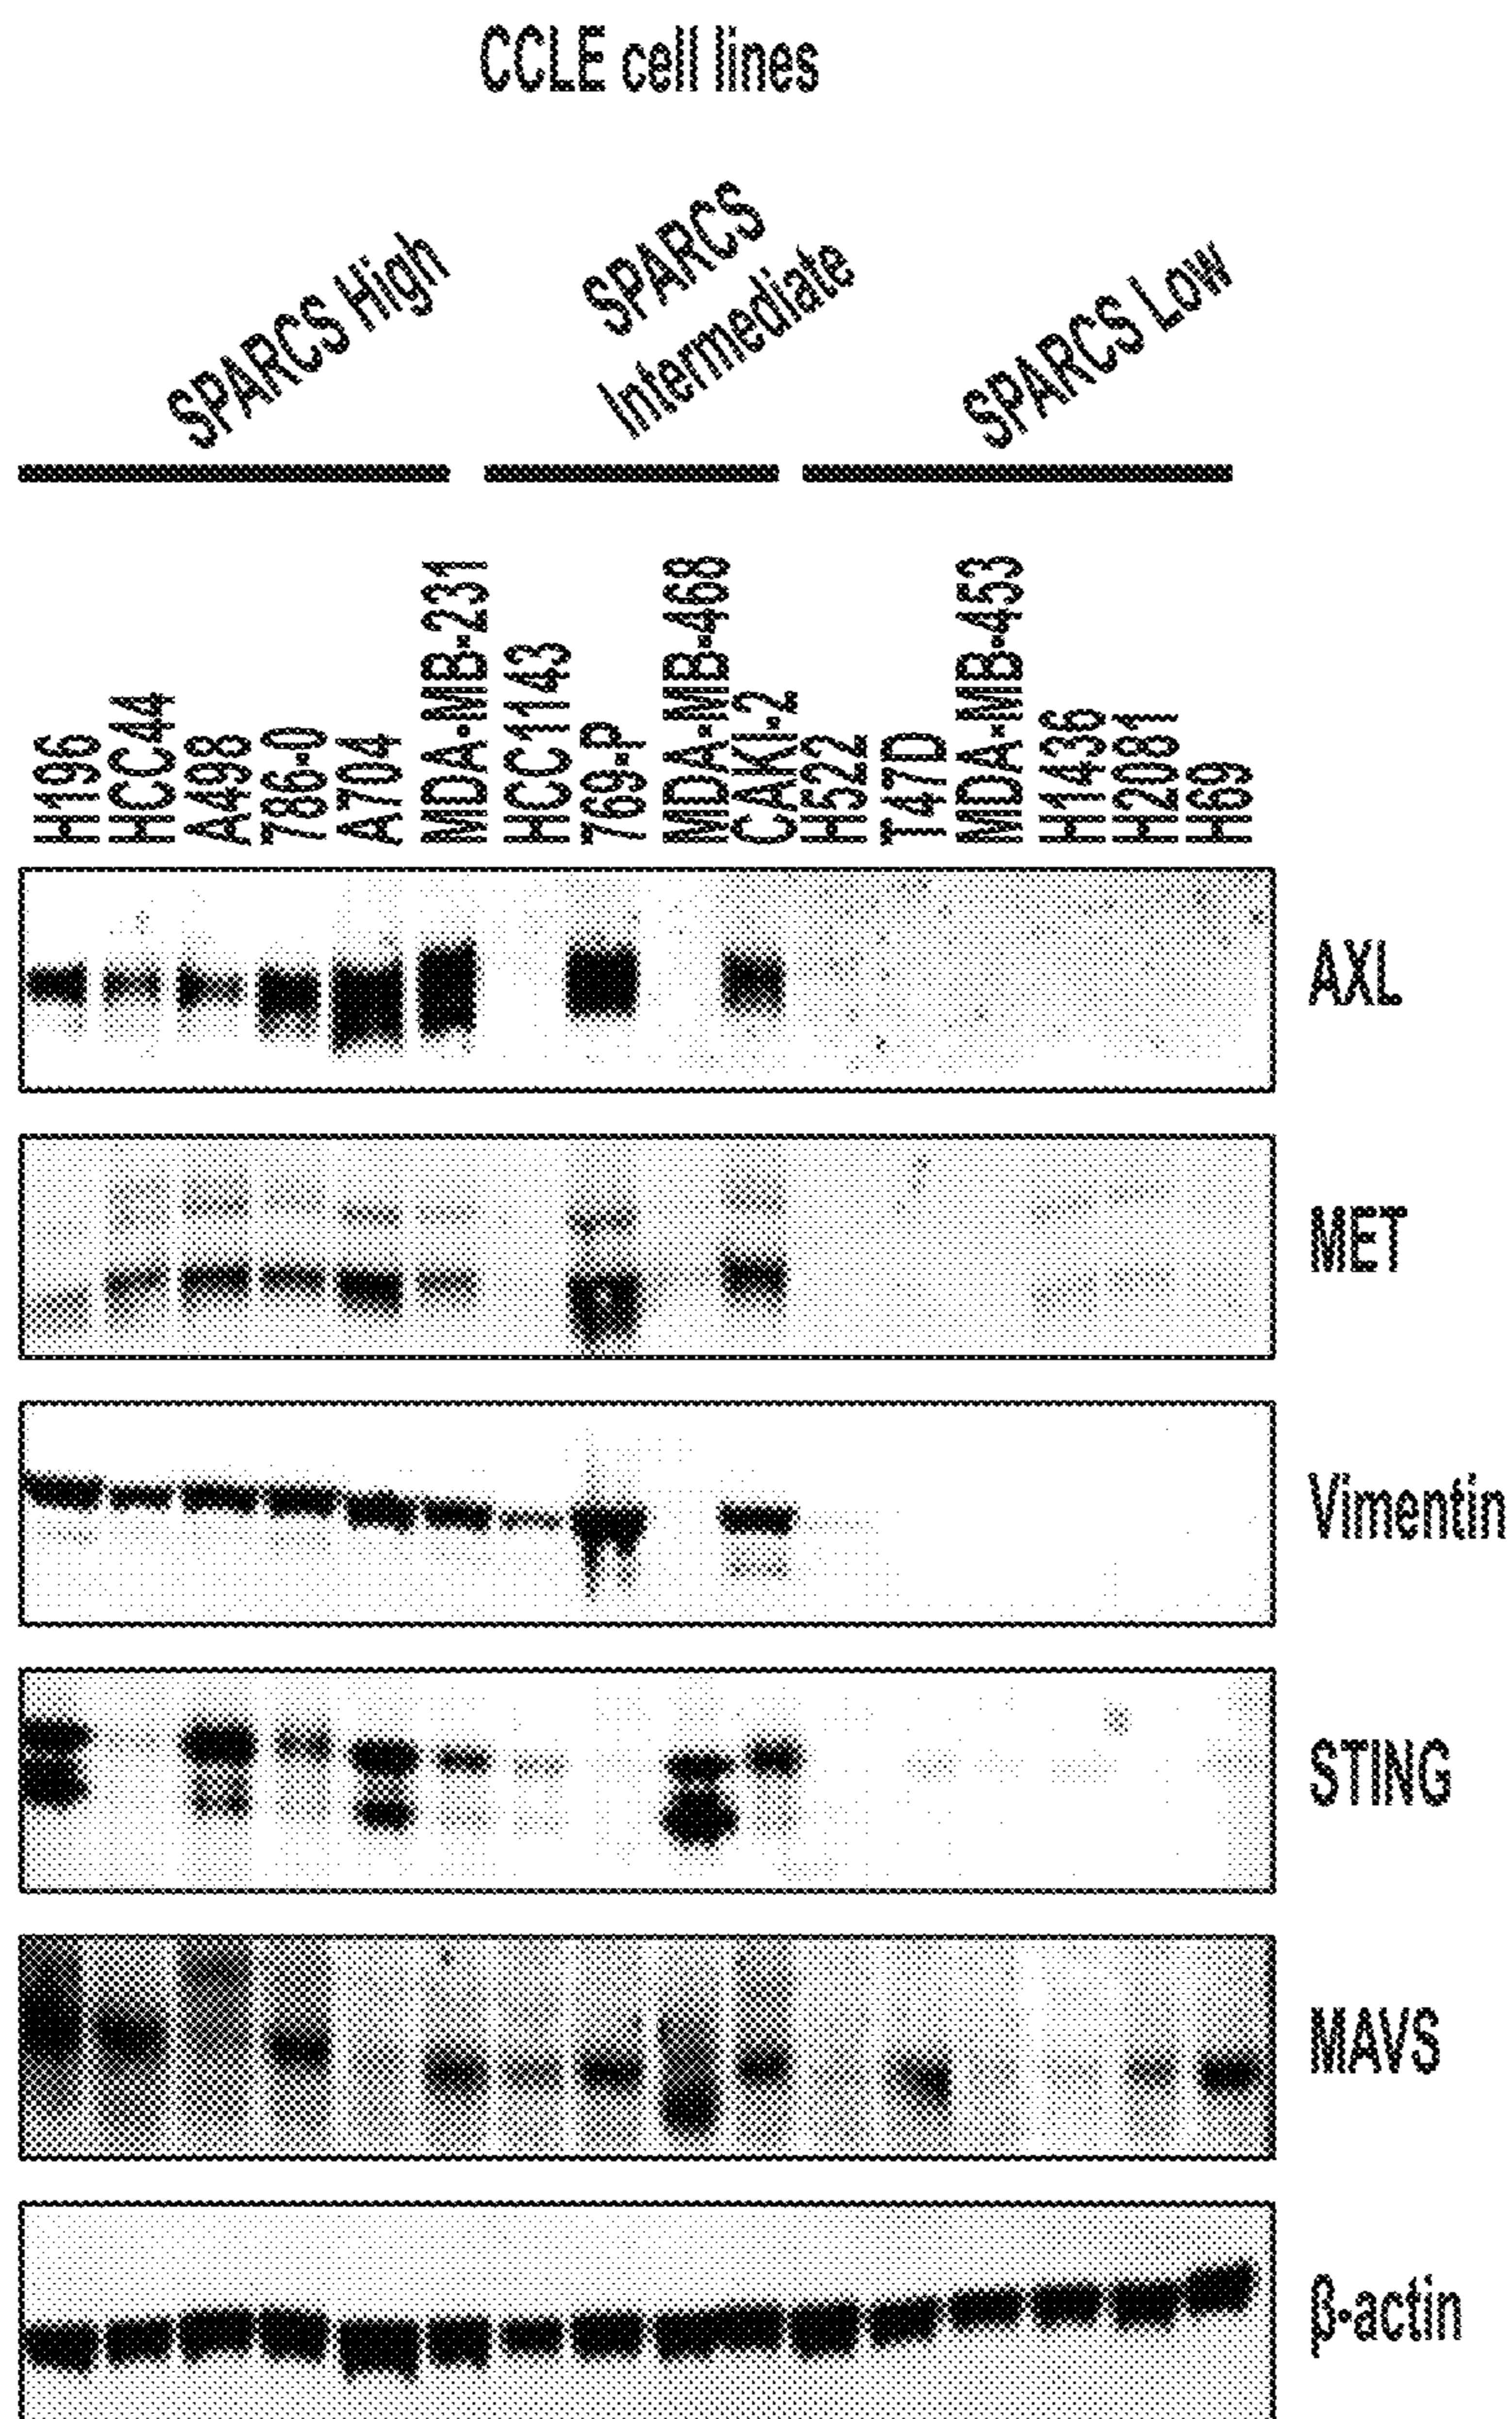 CCLE cell lines
SPARCS High
SPARCS
Intermediate
SPARCS Low
H196
HCC44
A498
786-0
A704
MDA-MB-231
HCC1143
769-P
MDA-MB-468
CAKI-2
H522
T47D
MDA-MB-453
H1436
H2081
H69
AXL
MET
Vimentin
STING
MAVS
β-actin